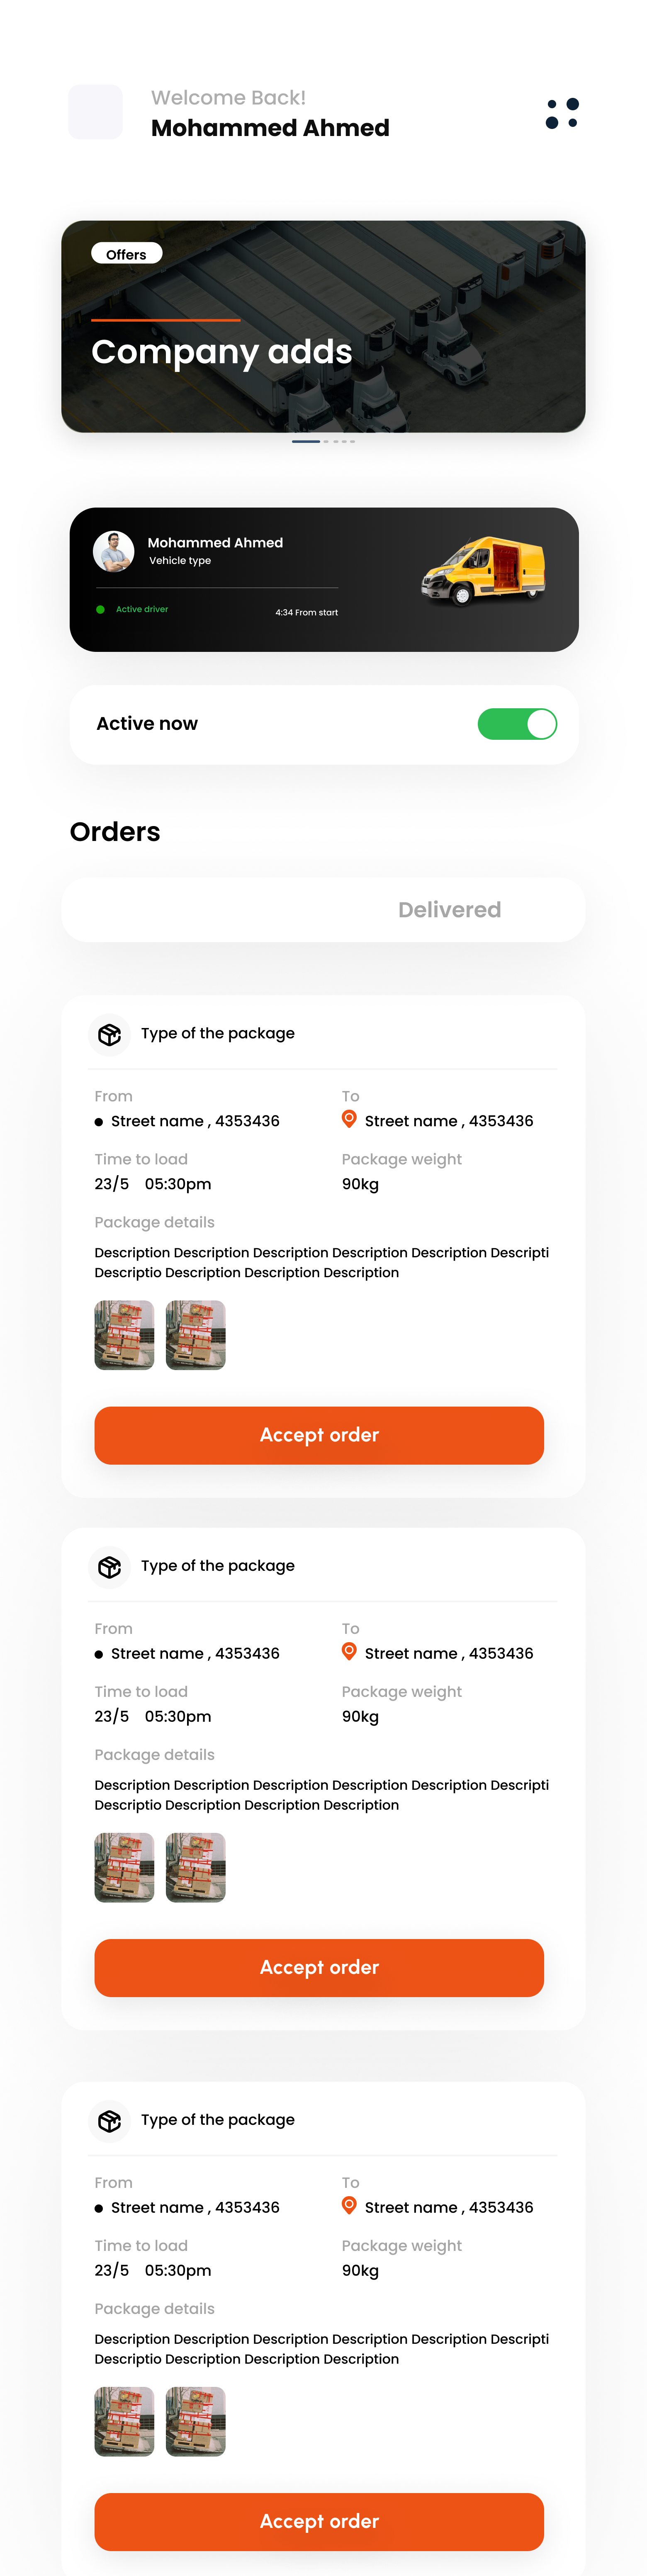 Welcome Back!
Mohammed Ahmed
Offers
Company adds
Mohammed Ahmed
Vehicle type
Active driver
4:34 From start
Active now
Orders
Delivered
Type of the package
From To
Street name , 4353436 Street name , 4353436
Time to load Package weight
23/5 05:30pm 90kg
Package details
Description Description Description Description Description Descripti
Descriptio Description Description Description
Accept order
Type of the package
From To
Street name , 4353436 Street name , 4353436
Time to load Package weight
23/5 05:30pm 90kg
Package details
Description Description Description Description Description Descripti
Descriptio Description Description Description
Accept order
Type of the package
From To
Street name , 4353436 Street name , 4353436
Time to load Package weight
23/5 05:30pm 90kg
Package details
Description Description Description Description Description Descripti
Descriptio Description Description Description
Accept order